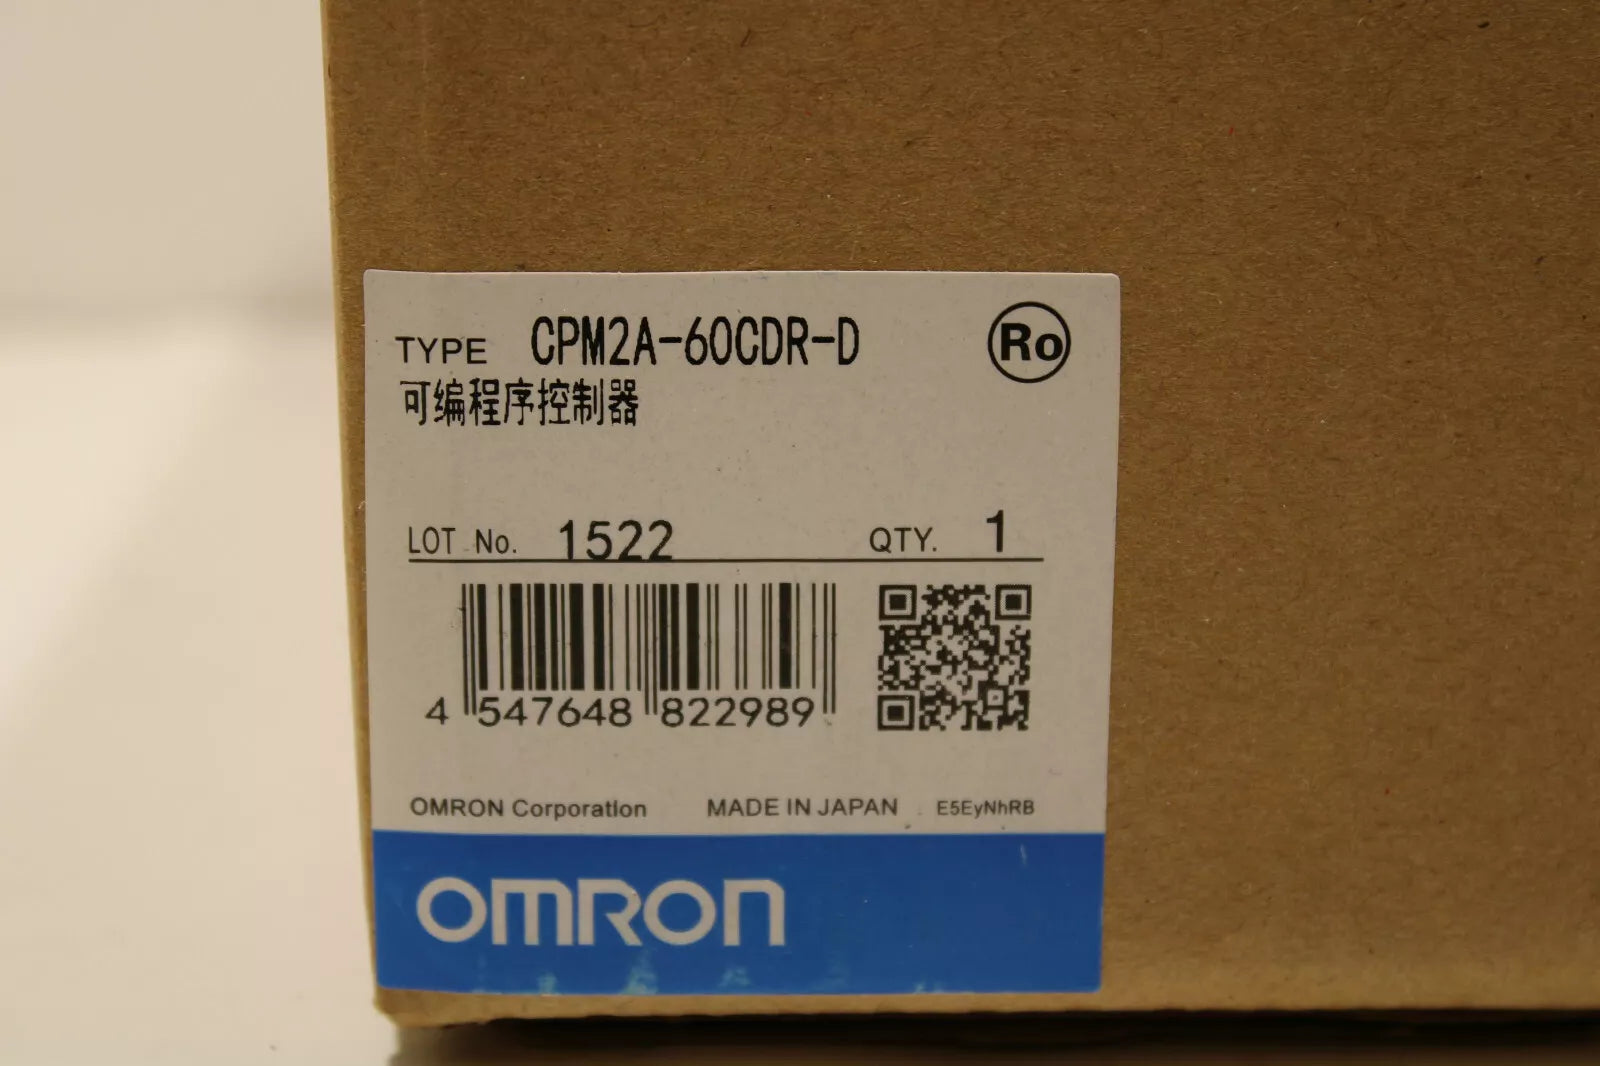 TYPE CPM2A-60CDR-D Ro
可编程序控制器
LOT No. 1522 QTY. 1
4 547648 822989
OMRON Corporation MADE IN JAPAN E5EyNhRB
OMRON